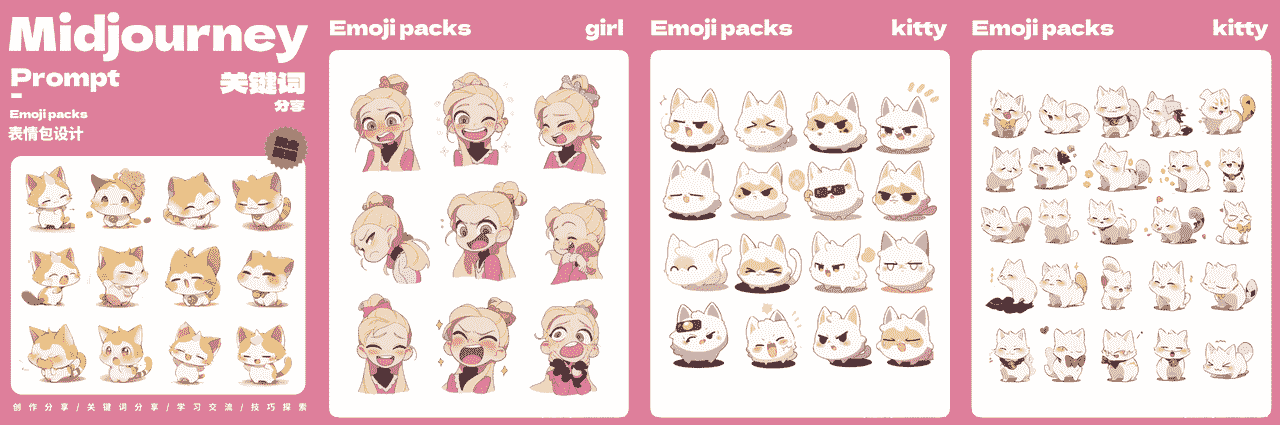 Midjourney
Prompt
关键词
分享
Emoji packs
表情包设计
创作分享/关键词分享/学习交流/技巧探索
Emoji packs
girl
Emoji packs
kitty
Emoji packs
kitty